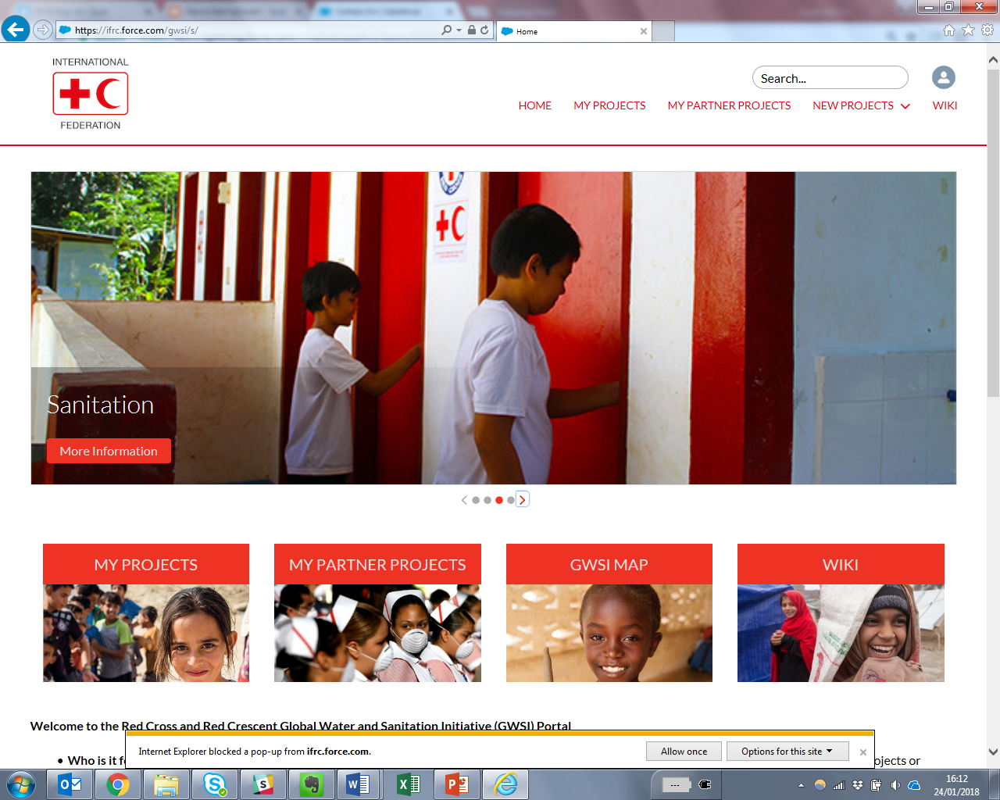 https://ifrc.force.com/gwsi/s/
Home
INTERNATIONAL
FEDERATION
Search...
HOME
MY PROJECTS
MY PARTNER PROJECTS
NEW PROJECTS
WIKI
Sanitation
More Information
MY PROJECTS
MY PARTNER PROJECTS
GWSI MAP
WIKI
Welcome to the Red Cross and Red Crescent Global Water and Sanitation Initiative (GWSI) Portal
Internet Explorer blocked a pop-up from ifrc.force.com.
Allow once
Options for this site
• Who is it
ojects or
16:12
24/01/2018